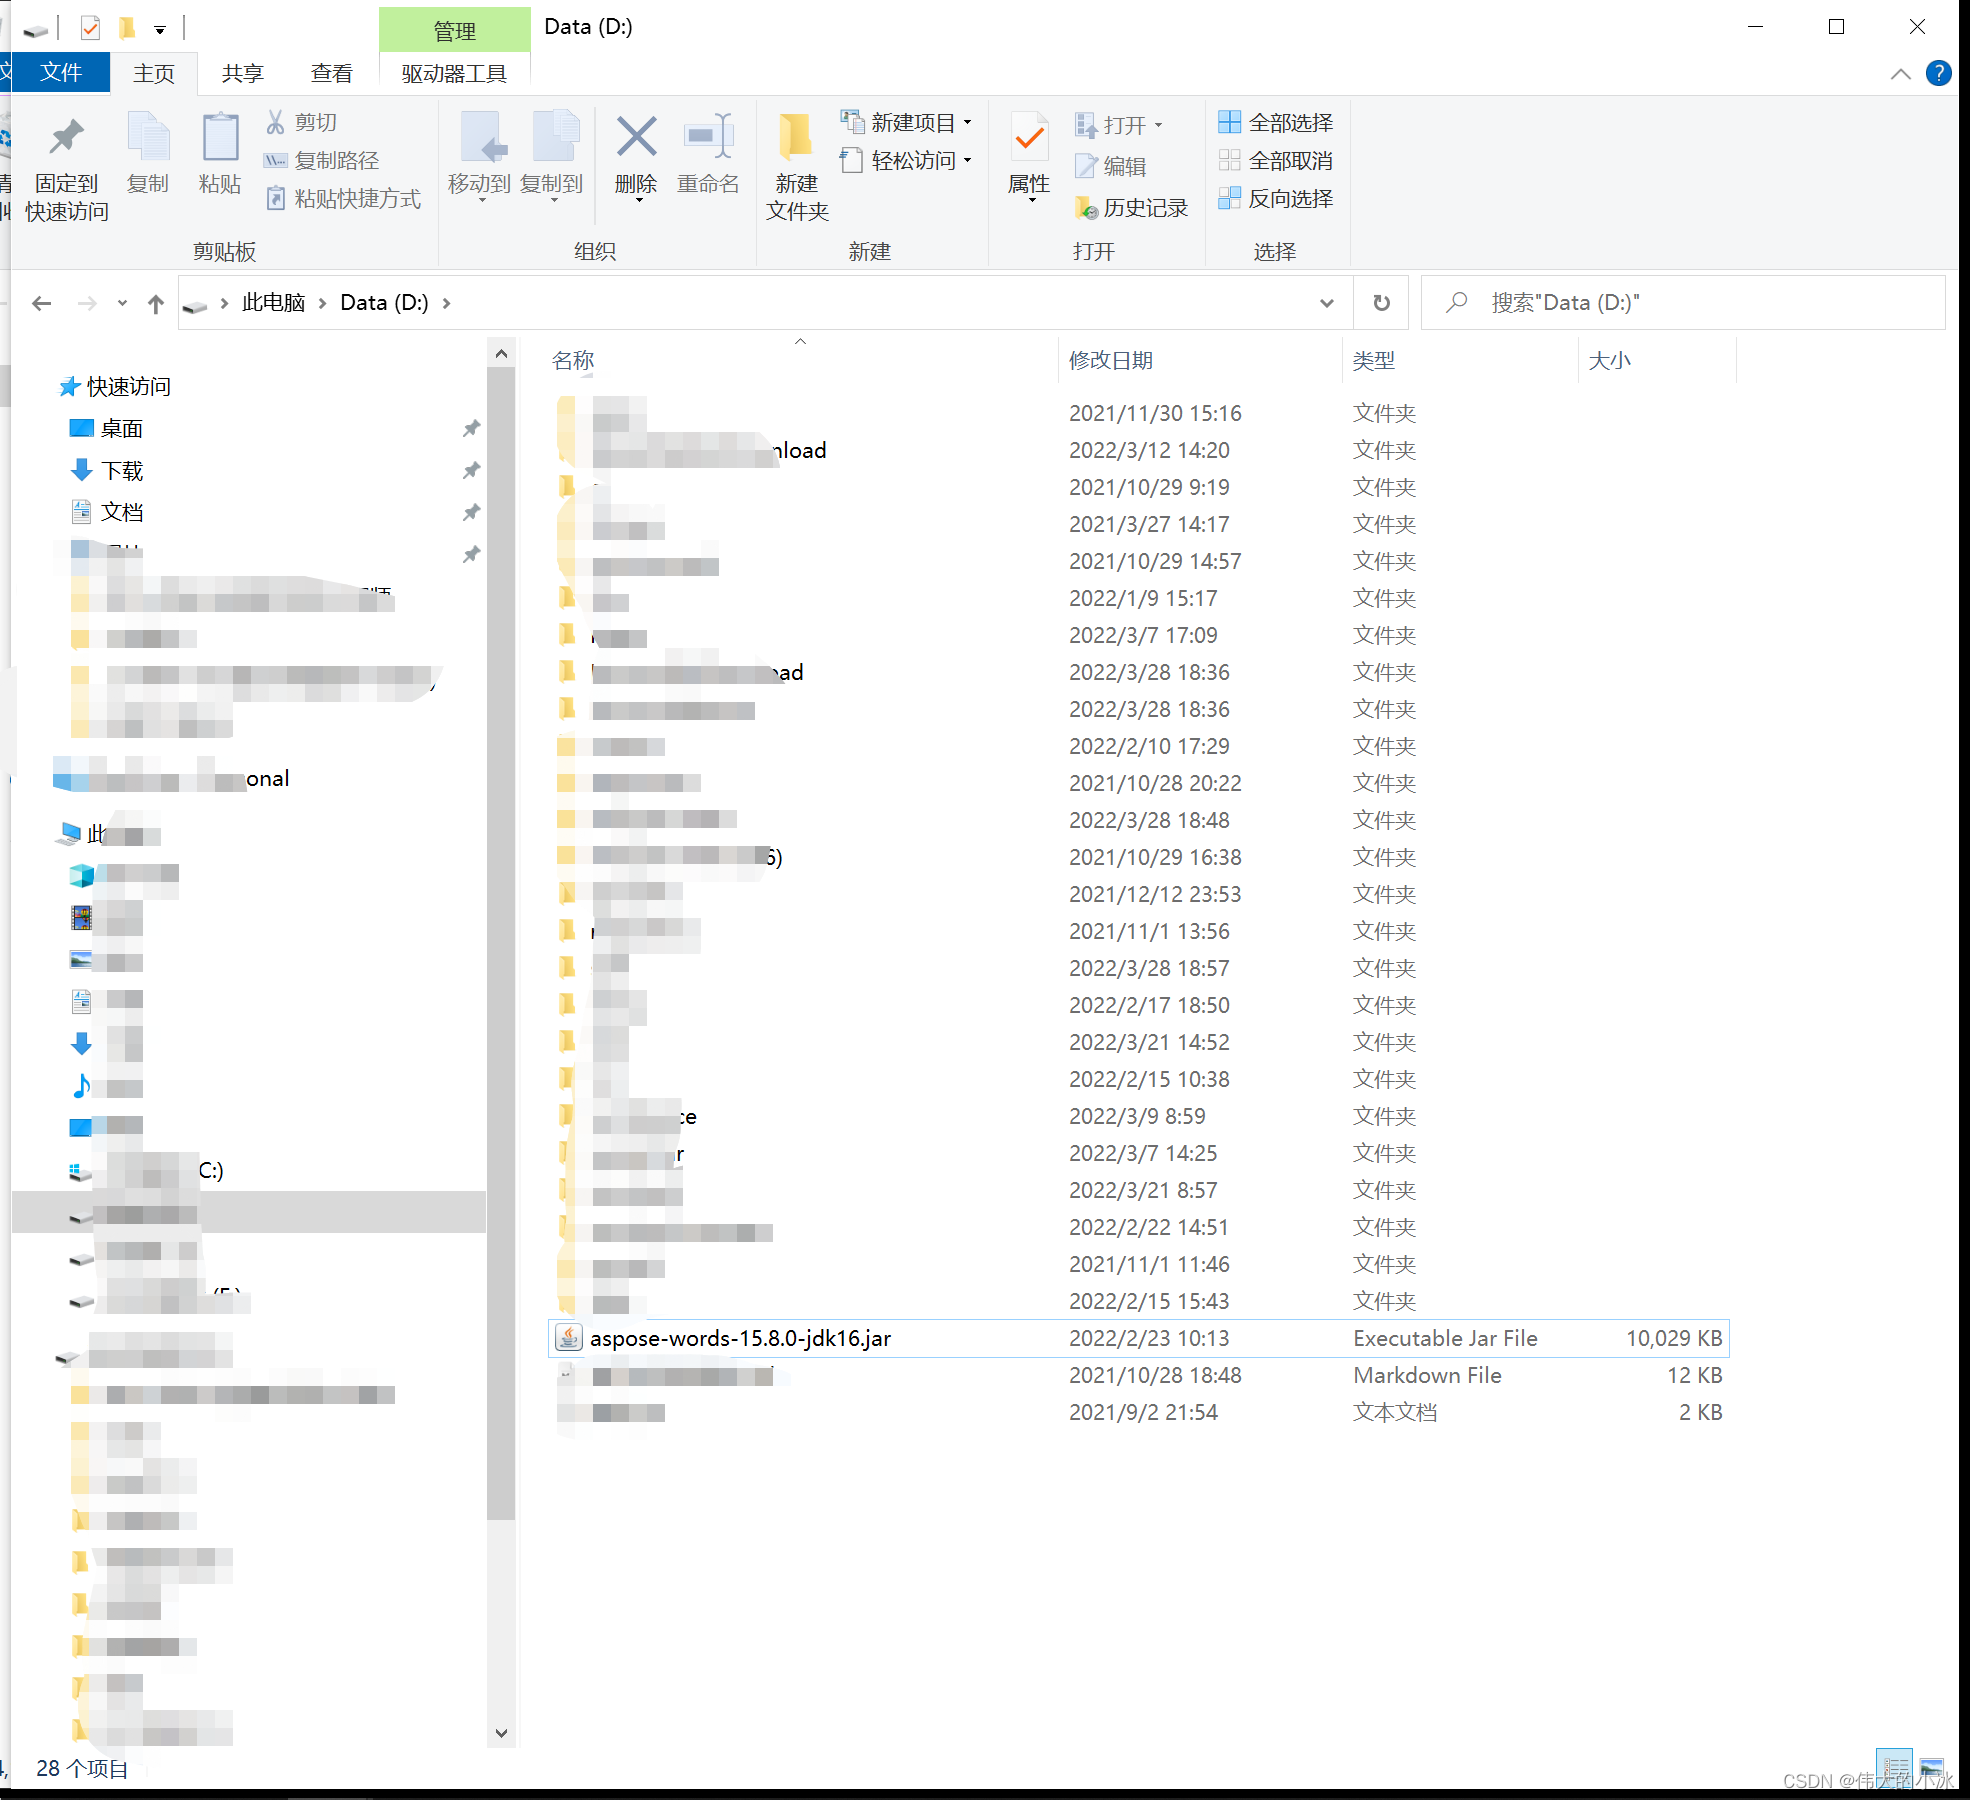 管理
Data (D:)
文件
主页
共享
查看
驱动器工具
固定到
快速访问
复制
粘贴
剪切
复制路径
粘贴快捷方式
剪贴板
移动到
复制到
删除
重命名
组织
新建
文件夹
新建项目
轻松访问
新建
属性
打开
编辑
历史记录
打开
全部选择
全部取消
反向选择
选择
此电脑
Data (D:)
搜索"Data (D:)"
快速访问
桌面
下载
文档
onal
此
C:)
名称 修改日期 类型 大小
2021/11/30 15:16 文件夹
nload 2022/3/12 14:20 文件夹
2021/10/29 9:19 文件夹
2021/3/27 14:17 文件夹
2021/10/29 14:57 文件夹
2022/1/9 15:17 文件夹
2022/3/7 17:09 文件夹
oad 2022/3/28 18:36 文件夹
2022/3/28 18:36 文件夹
2022/2/10 17:29 文件夹
2021/10/28 20:22 文件夹
2022/3/28 18:48 文件夹
6) 2021/10/29 16:38 文件夹
2021/12/12 23:53 文件夹
2021/11/1 13:56 文件夹
2022/3/28 18:57 文件夹
2022/2/17 18:50 文件夹
2022/3/21 14:52 文件夹
2022/2/15 10:38 文件夹
ce 2022/3/9 8:59 文件夹
r 2022/3/7 14:25 文件夹
2022/3/21 8:57 文件夹
2022/2/22 14:51 文件夹
2021/11/1 11:46 文件夹
2022/2/15 15:43 文件夹
aspose-words-15.8.0-jdk16.jar 2022/2/23 10:13 Executable Jar File 10,029 KB
2021/10/28 18:48 Markdown File 12 KB
2021/9/2 21:54 文本文档 2 KB
28 个项目
CSDN @伟大的小冰